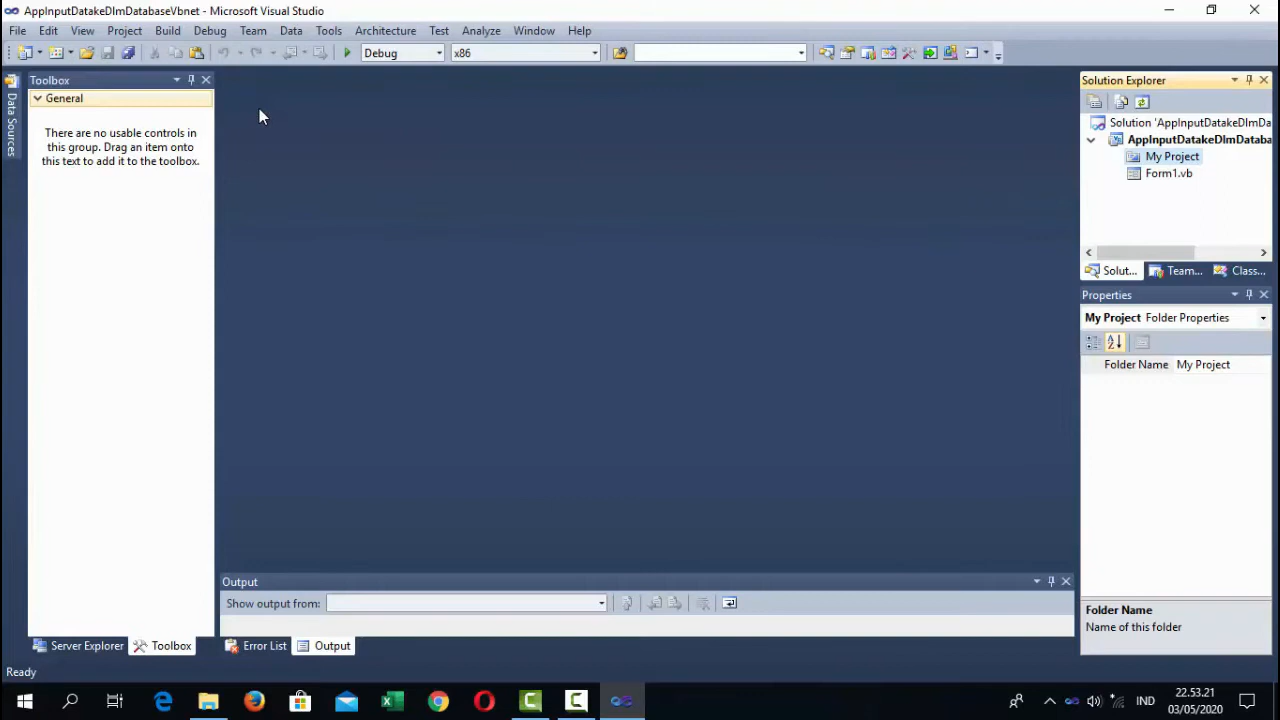 AppInputDatakeDlmDatabaseVbnet - Microsoft Visual Studio
File Edit View Project Build Debug Team Data Tools Architecture Test Analyze Window Help
Debug x86
Data Sources
Toolbox
General
There are no usable controls in
this group. Drag an item onto
this text to add it to the toolbox.
Solution Explorer
Solution 'AppInputDatakeDlmDa
AppInputDatakeDlmDataba
My Project
Form1.vb
Solut... Team... Class...
Properties
My Project Folder Properties
Folder Name My Project
Folder Name
Name of this folder
Output
Show output from:
Server Explorer Toolbox Error List Output
Ready
IND
22.53.21
03/05/2020